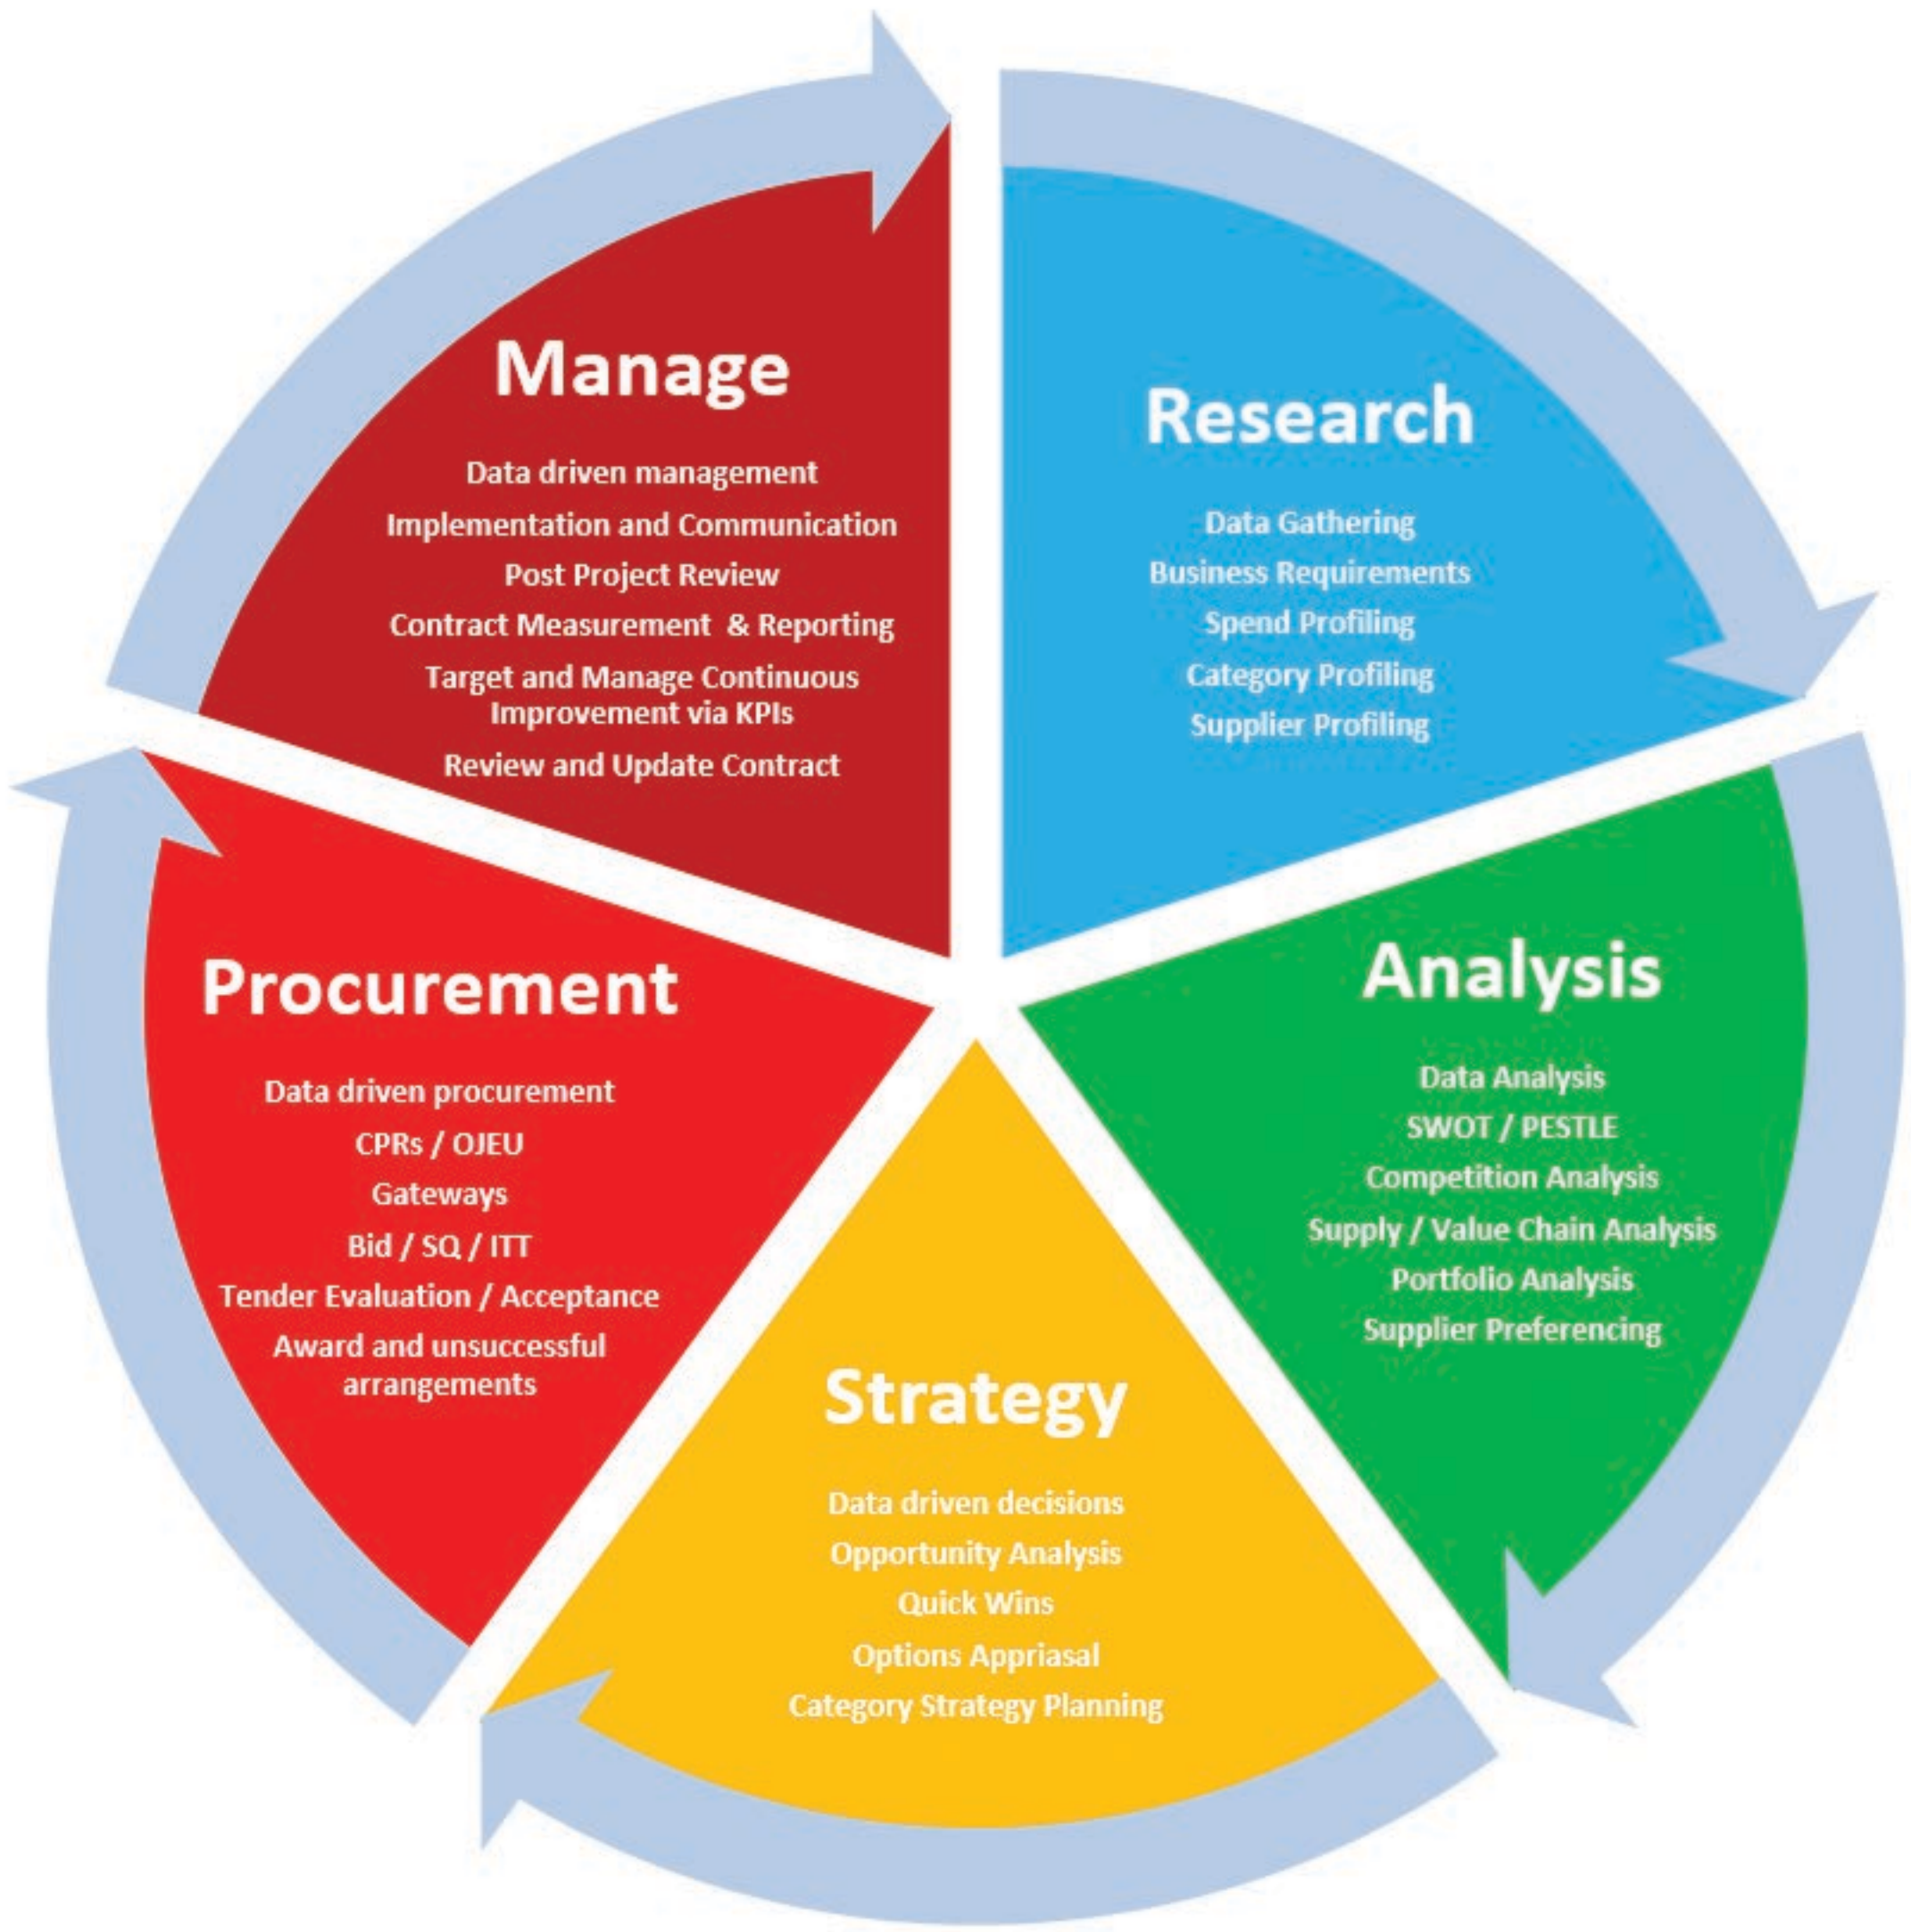 Manage
Data driven management
Implementation and Communication
Post Project Review
Contract Measurement & Reporting
Target and Manage Continuous
Improvement via KPIs
Review and Update Contract
Research
Data Gathering
Business Requirements
Spend Profiling
Category Profiling
Supplier Profiling
Analysis
Data Analysis
SWOT / PESTLE
Competition Analysis
Supply / Value Chain Analysis
Portfolio Analysis
Supplier Preferencing
Strategy
Data driven decisions
Opportunity Analysis
Quick Wins
Options Appriasal
Category Strategy Planning
Procurement
Data driven procurement
CPRs / OJEU
Gateways
Bid / SQ / ITT
Tender Evaluation / Acceptance
Award and unsuccessful
arrangements